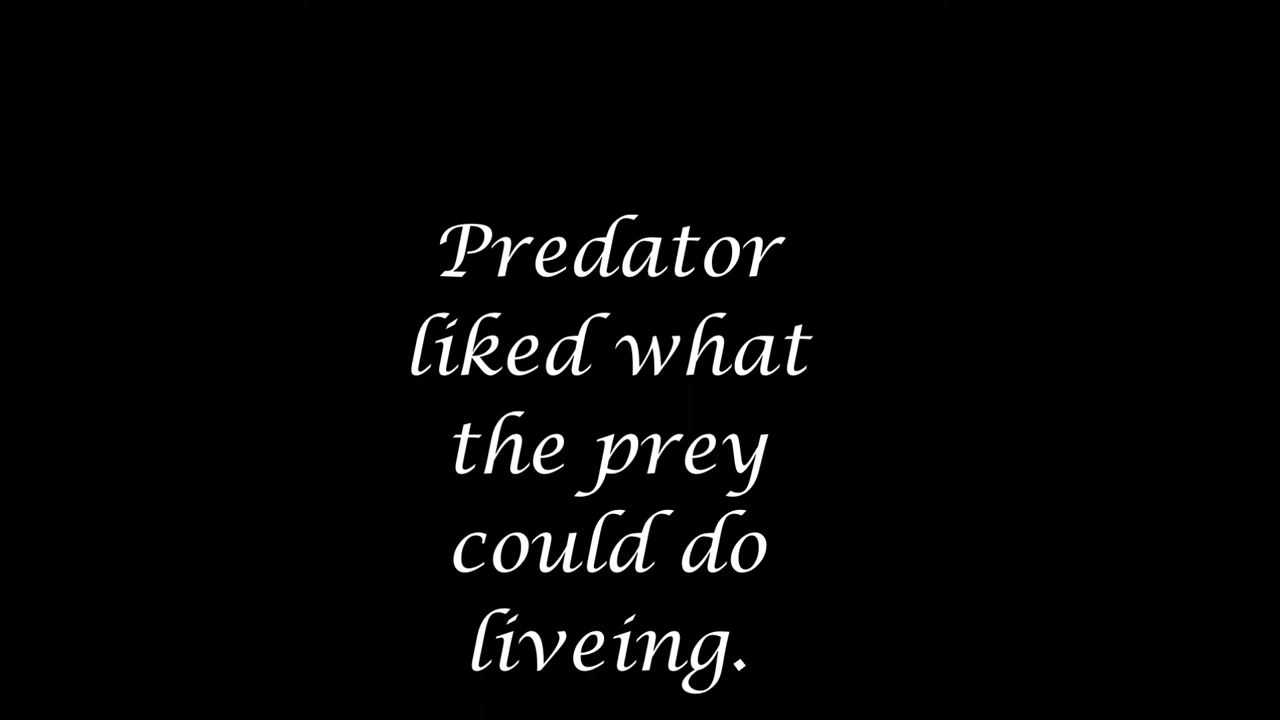 Predator
liked what
the prey
could do
liveing.